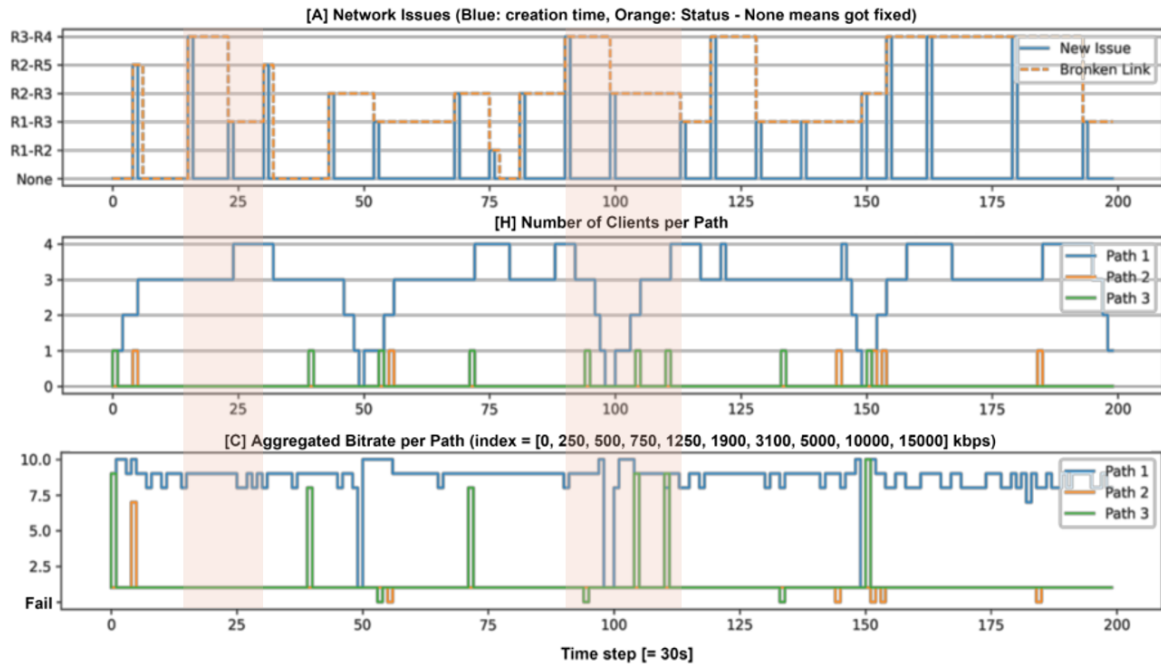 [A] Network Issues (Blue: creation time, Orange: Status - None means got fixed)
R3-R4
R2-R5
R2-R3
R1-R3
R1-R2
None
New Issue
Bronken Link
0 25 50 75 100 125 150 175 200
[H] Number of Clients per Path
4
3
2
1
0
Path 1
Path 2
Path 3
0 25 50 75 100 125 150 175 200
[C] Aggregated Bitrate per Path (index = [0, 250, 500, 750, 1250, 1900, 3100, 5000, 10000, 15000] kbps)
10.0
7.5
5.0
2.5
Fail
Path 1
Path 2
Path 3
0 25 50 75 100 125 150 175 200
Time step [= 30s]